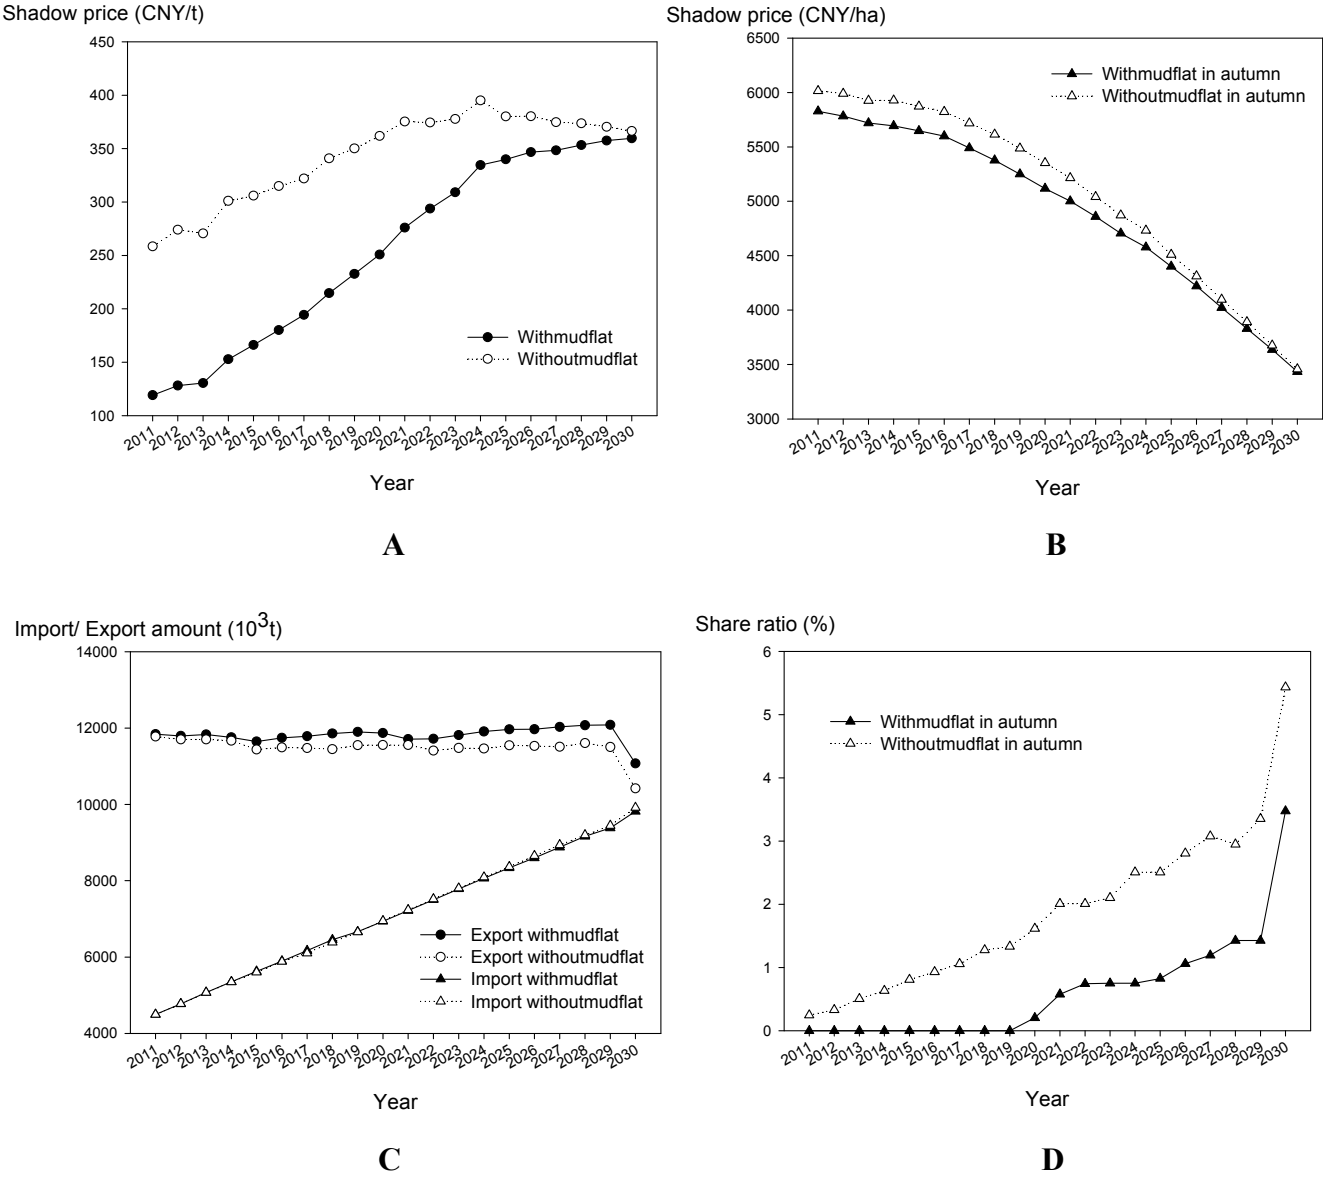 Shadow price (CNY/t)
450
400
350
300
250
200
150
100
Withmudflat
Withoutmudflat
2011 2012 2013 2014 2015 2016 2017 2018 2019 2020 2021 2022 2023 2024 2025 2026 2027 2028 2029 2030
Year
A
Shadow price (CNY/ha)
6500
6000
5500
5000
4500
4000
3500
3000
Withmudflat in autumn
Withoutmudflat in autumn
2011 2012 2013 2014 2015 2016 2017 2018 2019 2020 2021 2022 2023 2024 2025 2026 2027 2028 2029 2030
Year
B
Import/ Export amount (10³t)
14000
12000
10000
8000
6000
4000
Export withmudflat
Export withoutmudflat
Import withmudflat
Import withoutmudflat
2011 2012 2013 2014 2015 2016 2017 2018 2019 2020 2021 2022 2023 2024 2025 2026 2027 2028 2029 2030
Year
C
Share ratio (%)
6
5
4
3
2
1
0
Withmudflat in autumn
Withoutmudflat in autumn
2011 2012 2013 2014 2015 2016 2017 2018 2019 2020 2021 2022 2023 2024 2025 2026 2027 2028 2029 2030
Year
D